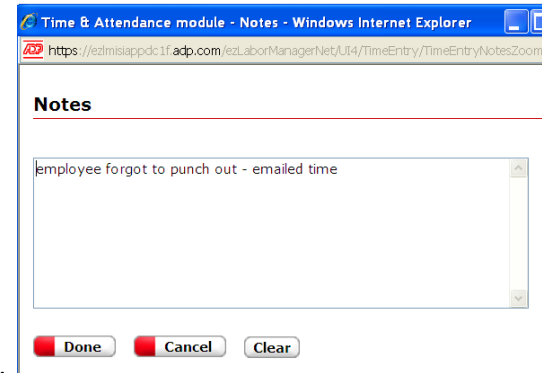 Time & Attendance module - Notes - Windows Internet Explorer
ADP https://ezlmisiappdc1f.adp.com/ezLaborManagerNet/UI4/TimeEntry/TimeEntryNotesZoom
Notes
employee forgot to punch out - emailed time
Done Cancel Clear